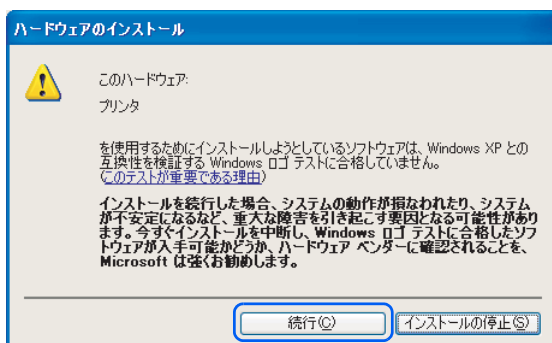 ハードウェアのインストール
このハードウェア:
プリンタ
を使用するためにインストールしようとしているソフトウェアは、Windows XP との
互換性を検証する Windows ロゴ テストに合格していません。
(このテストが重要である理由)
インストールを続行した場合、システムの動作が損なわれたり、システム
が不安定になるなど、重大な障害を引き起こす要因となる可能性があり
ます。今すぐインストールを中断し、Windows ロゴ テストに合格したソフ
トウェアが入手可能かどうか、ハードウェア ベンダーに確認されることを、
Microsoft は強くお勧めします。
続行(C) インストールの停止(S)